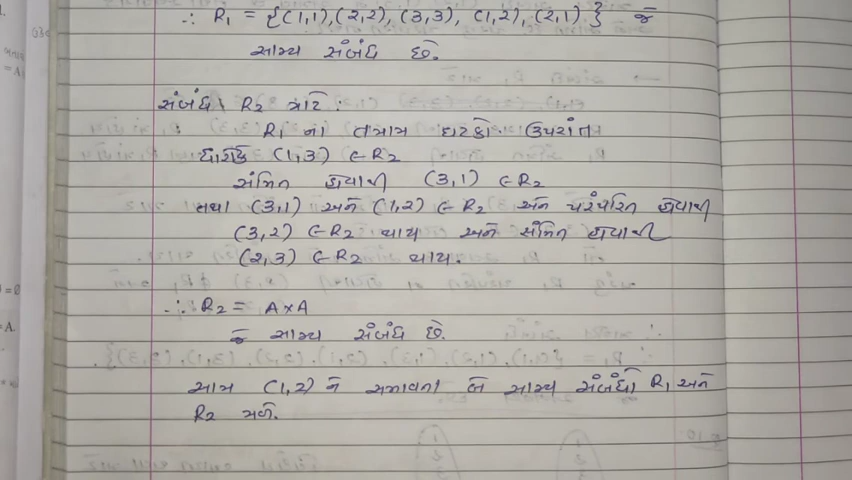 ∴ R₁ = {(1,1),(2,2),(3,3),(1,2),(2,1)} જે
સામ્ય સંબંધ છે.
સંબંધ R₂ માટે :
: R₁ ના તમામ ઘટકો ઉપરાંત
ધારોકે (1,3) ∈ R₂
સંમિત હોવાથી (3,1) ∈ R₂
તથા (3,1) અને (1,2) ∈ R₂ અને પરંપરિત હોવાથી
(3,2) ∈ R₂ થાય અને સંમિત હોવાથી
(2,3) ∈ R₂ થાય.
∴ R₂ = A×A
જે સામ્ય સંબંધ છે.
માત્ર (1,2) ને સમાવતા બે સામ્ય સંબંધો R₁ અને
R₂ મળે.